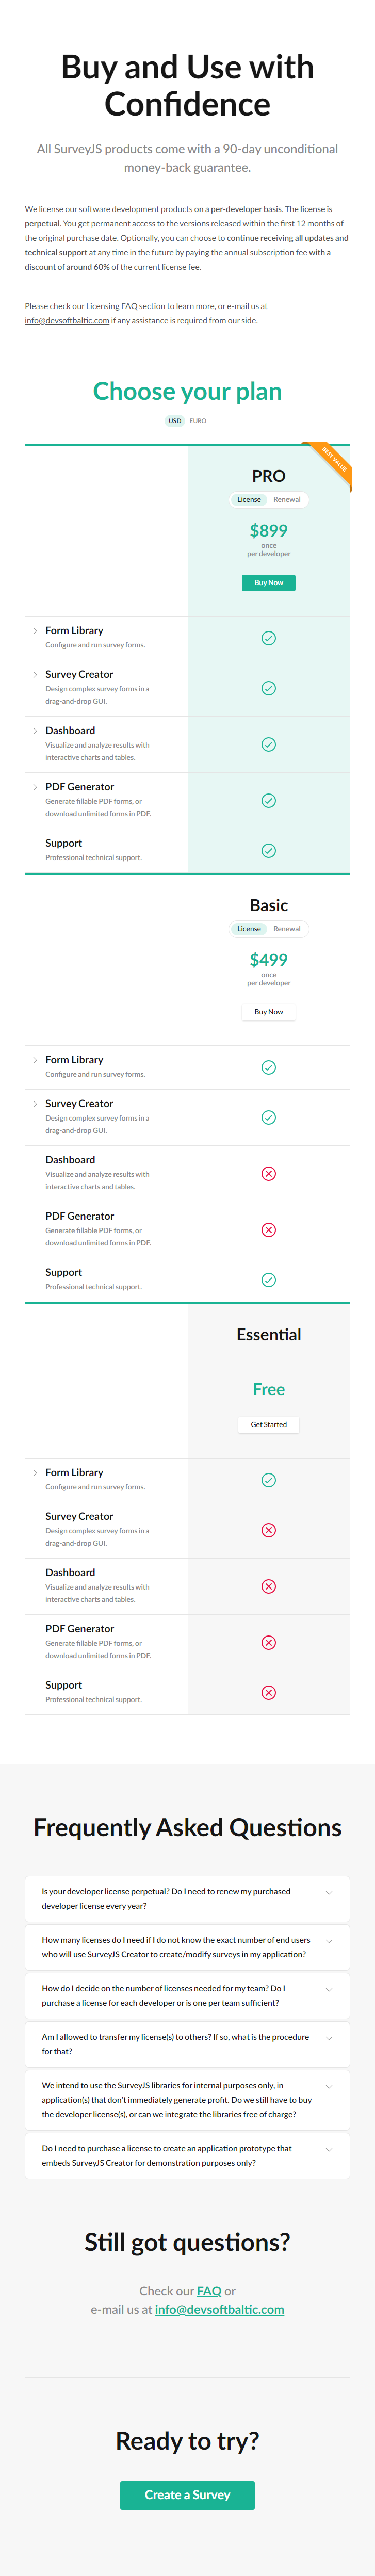 Buy and Use with
Confidence
All SurveyJS products come with a 90-day unconditional
money-back guarantee.
We license our software development products on a per-developer basis. The license is
perpetual. You get permanent access to the versions released within the first 12 months of
the original purchase date. Optionally, you can choose to continue receiving all updates and
technical support at any time in the future by paying the annual subscription fee with a
discount of around 60% of the current license fee.
Please check our Licensing FAQ section to learn more, or e-mail us at
info@devsoftbaltic.com if any assistance is required from our side.
Choose your plan
USD EURO
BEST VALUE
PRO
License Renewal
$899
once
per developer
Buy Now
Form Library
Configure and run survey forms.
Survey Creator
Design complex survey forms in a
drag-and-drop GUI.
Dashboard
Visualize and analyze results with
interactive charts and tables.
PDF Generator
Generate fillable PDF forms, or
download unlimited forms in PDF.
Support
Professional technical support.
Basic
License Renewal
$499
once
per developer
Buy Now
Form Library
Configure and run survey forms.
Survey Creator
Design complex survey forms in a
drag-and-drop GUI.
Dashboard
Visualize and analyze results with
interactive charts and tables.
PDF Generator
Generate fillable PDF forms, or
download unlimited forms in PDF.
Support
Professional technical support.
Essential
Free
Get Started
Form Library
Configure and run survey forms.
Survey Creator
Design complex survey forms in a
drag-and-drop GUI.
Dashboard
Visualize and analyze results with
interactive charts and tables.
PDF Generator
Generate fillable PDF forms, or
download unlimited forms in PDF.
Support
Professional technical support.
Frequently Asked Questions
Is your developer license perpetual? Do I need to renew my purchased
developer license every year?
How many licenses do I need if I do not know the exact number of end users
who will use SurveyJS Creator to create/modify surveys in my application?
How do I decide on the number of licenses needed for my team? Do I
purchase a license for each developer or is one per team sufficient?
Am I allowed to transfer my license(s) to others? If so, what is the procedure
for that?
We intend to use the SurveyJS libraries for internal purposes only, in
application(s) that don't immediately generate profit. Do we still have to buy
the developer license(s), or can we integrate the libraries free of charge?
Do I need to purchase a license to create an application prototype that
embeds SurveyJS Creator for demonstration purposes only?
Still got questions?
Check our FAQ or
e-mail us at info@devsoftbaltic.com
Ready to try?
Create a Survey